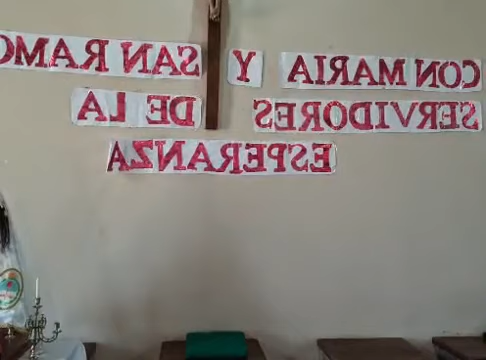 CON MARIA Y SAN RAMO
SERVIDORES DE LA
ESPERANZA